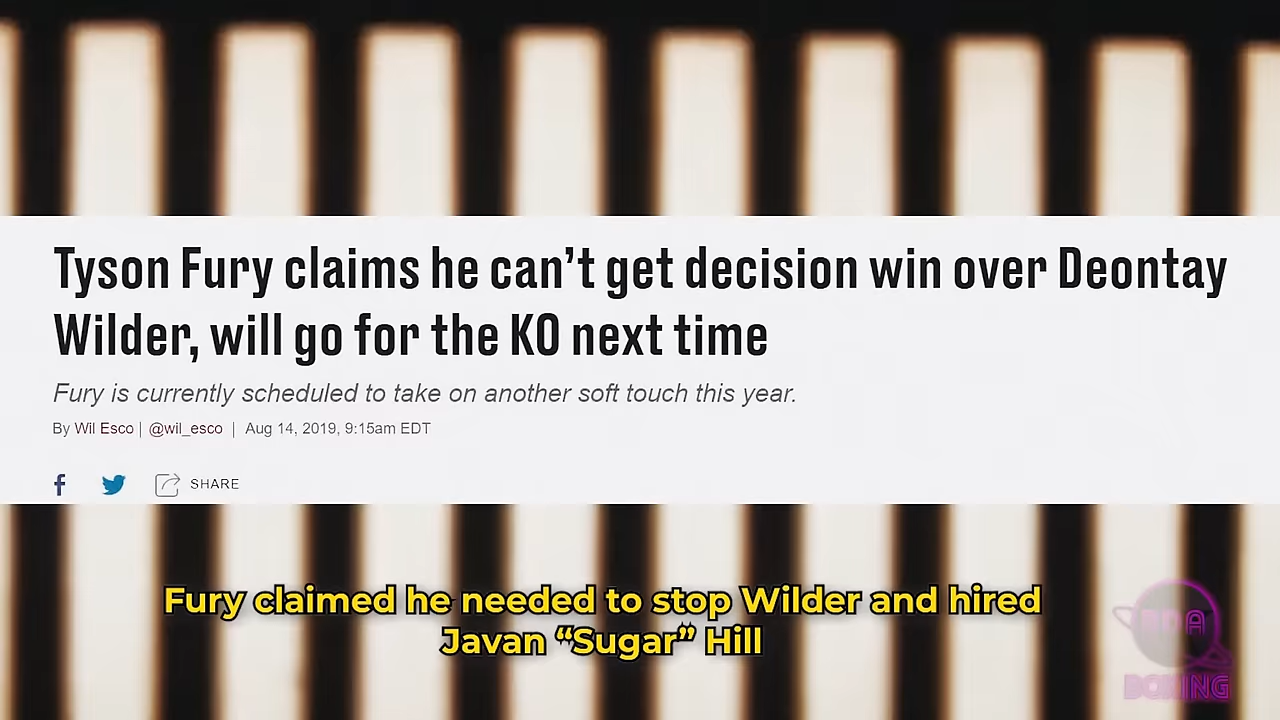 Tyson Fury claims he can’t get decision win over Deontay
Wilder, will go for the KO next time
Fury is currently scheduled to take on another soft touch this year.
By Wil Esco | @wil_esco | Aug 14, 2019, 9:15am EDT
SHARE
Fury claimed he needed to stop Wilder and hired
Javan “Sugar” Hill
BOXING